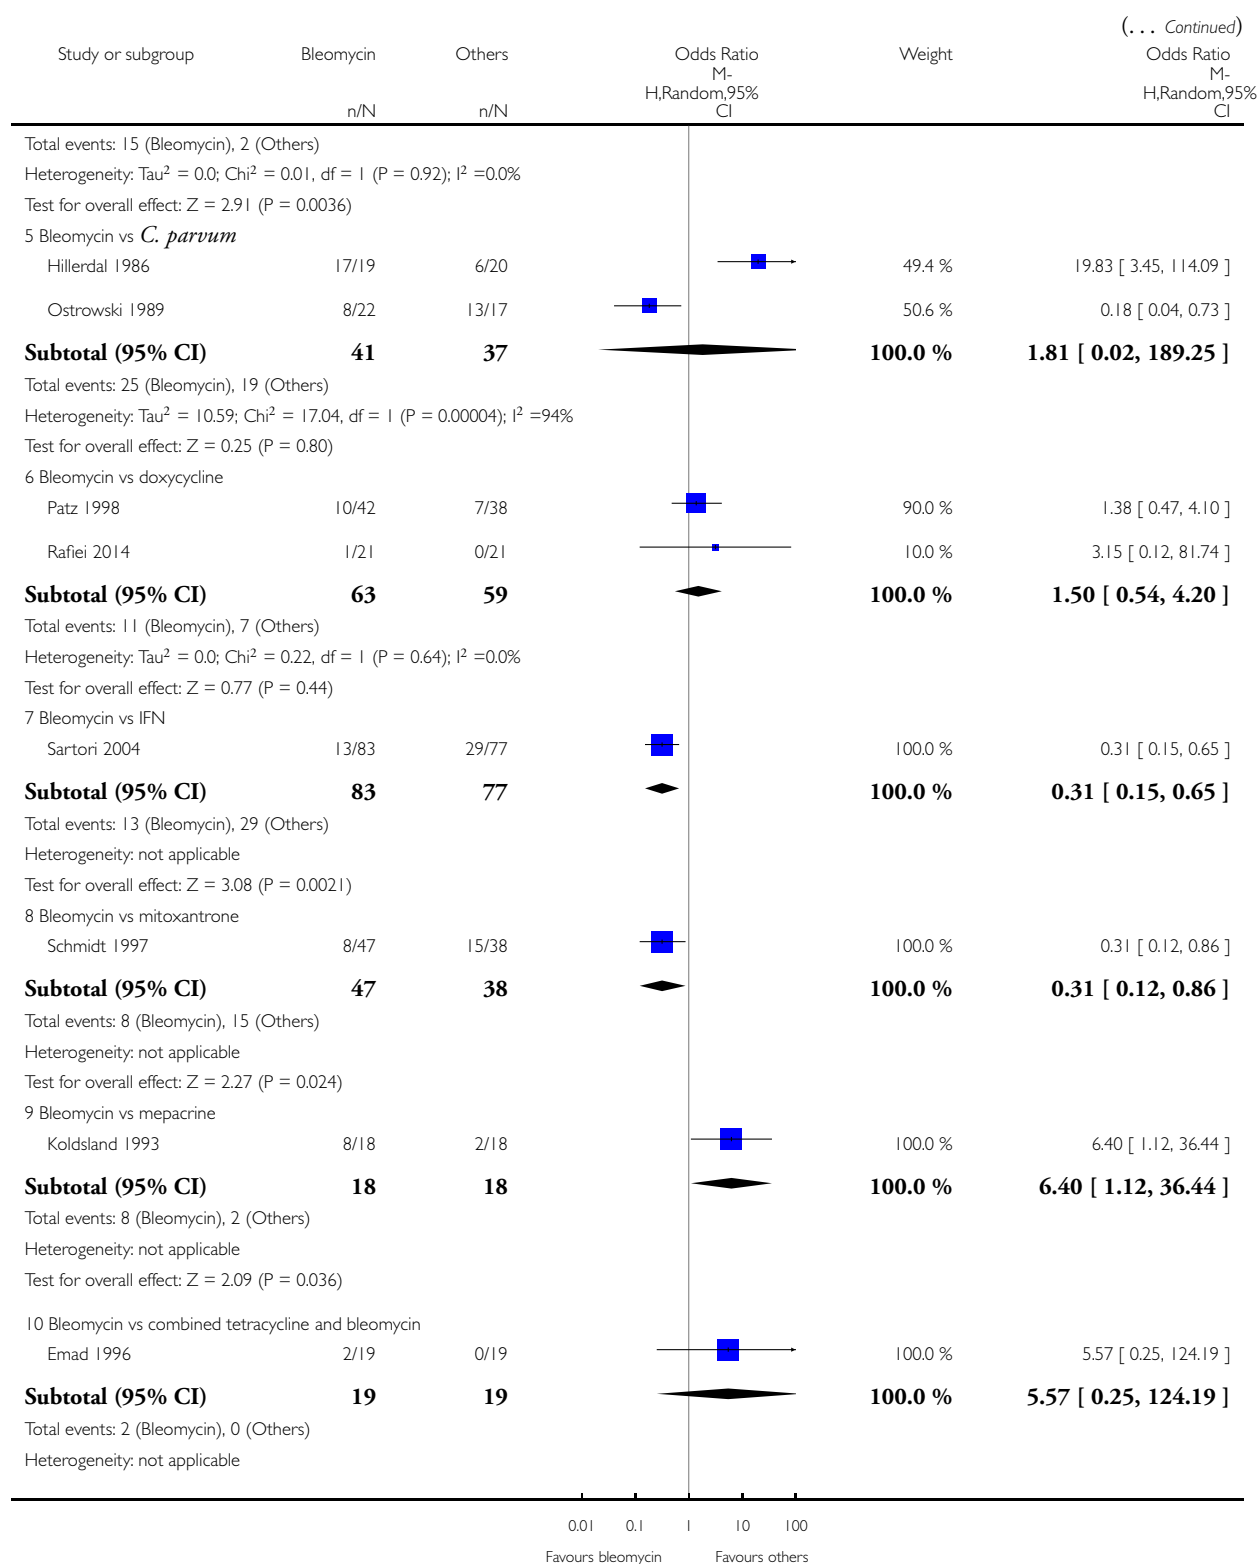 (... Continued)
Study or subgroup Bleomycin Others Odds Ratio Weight Odds Ratio
M-H,Random,95% CI M-H,Random,95% CI
n/N n/N
Total events: 15 (Bleomycin), 2 (Others)
Heterogeneity: Tau² = 0.0; Chi² = 0.01, df = 1 (P = 0.92); I² =0.0%
Test for overall effect: Z = 2.91 (P = 0.0036)
5 Bleomycin vs C. parvum
Hillerdal 1986 17/19 6/20 49.4 % 19.83 [ 3.45, 114.09 ]
Ostrowski 1989 8/22 13/17 50.6 % 0.18 [ 0.04, 0.73 ]
Subtotal (95% CI) 41 37 100.0 % 1.81 [ 0.02, 189.25 ]
Total events: 25 (Bleomycin), 19 (Others)
Heterogeneity: Tau² = 10.59; Chi² = 17.04, df = 1 (P = 0.00004); I² =94%
Test for overall effect: Z = 0.25 (P = 0.80)
6 Bleomycin vs doxycycline
Patz 1998 10/42 7/38 90.0 % 1.38 [ 0.47, 4.10 ]
Rafiei 2014 1/21 0/21 10.0 % 3.15 [ 0.12, 81.74 ]
Subtotal (95% CI) 63 59 100.0 % 1.50 [ 0.54, 4.20 ]
Total events: 11 (Bleomycin), 7 (Others)
Heterogeneity: Tau² = 0.0; Chi² = 0.22, df = 1 (P = 0.64); I² =0.0%
Test for overall effect: Z = 0.77 (P = 0.44)
7 Bleomycin vs IFN
Sartori 2004 13/83 29/77 100.0 % 0.31 [ 0.15, 0.65 ]
Subtotal (95% CI) 83 77 100.0 % 0.31 [ 0.15, 0.65 ]
Total events: 13 (Bleomycin), 29 (Others)
Heterogeneity: not applicable
Test for overall effect: Z = 3.08 (P = 0.0021)
8 Bleomycin vs mitoxantrone
Schmidt 1997 8/47 15/38 100.0 % 0.31 [ 0.12, 0.86 ]
Subtotal (95% CI) 47 38 100.0 % 0.31 [ 0.12, 0.86 ]
Total events: 8 (Bleomycin), 15 (Others)
Heterogeneity: not applicable
Test for overall effect: Z = 2.27 (P = 0.024)
9 Bleomycin vs mepacrine
Koldsland 1993 8/18 2/18 100.0 % 6.40 [ 1.12, 36.44 ]
Subtotal (95% CI) 18 18 100.0 % 6.40 [ 1.12, 36.44 ]
Total events: 8 (Bleomycin), 2 (Others)
Heterogeneity: not applicable
Test for overall effect: Z = 2.09 (P = 0.036)
10 Bleomycin vs combined tetracycline and bleomycin
Emad 1996 2/19 0/19 100.0 % 5.57 [ 0.25, 124.19 ]
Subtotal (95% CI) 19 19 100.0 % 5.57 [ 0.25, 124.19 ]
Total events: 2 (Bleomycin), 0 (Others)
Heterogeneity: not applicable
0.01 0.1 1 10 100
Favours bleomycin Favours others